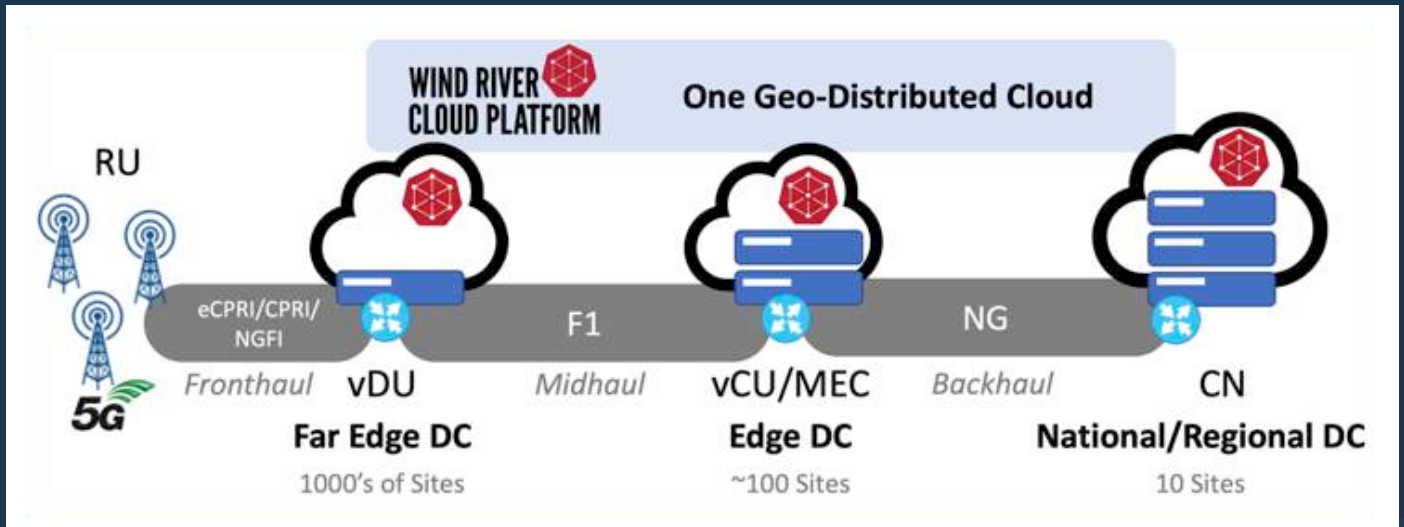 WIND RIVER
CLOUD PLATFORM
One Geo-Distributed Cloud
RU
eCPRI/CPRI/
NGFI
F1
NG
Fronthaul
vDU
Midhaul
vCU/MEC
Backhaul
CN
5G
Far Edge DC
Edge DC
National/Regional DC
1000's of Sites
~100 Sites
10 Sites